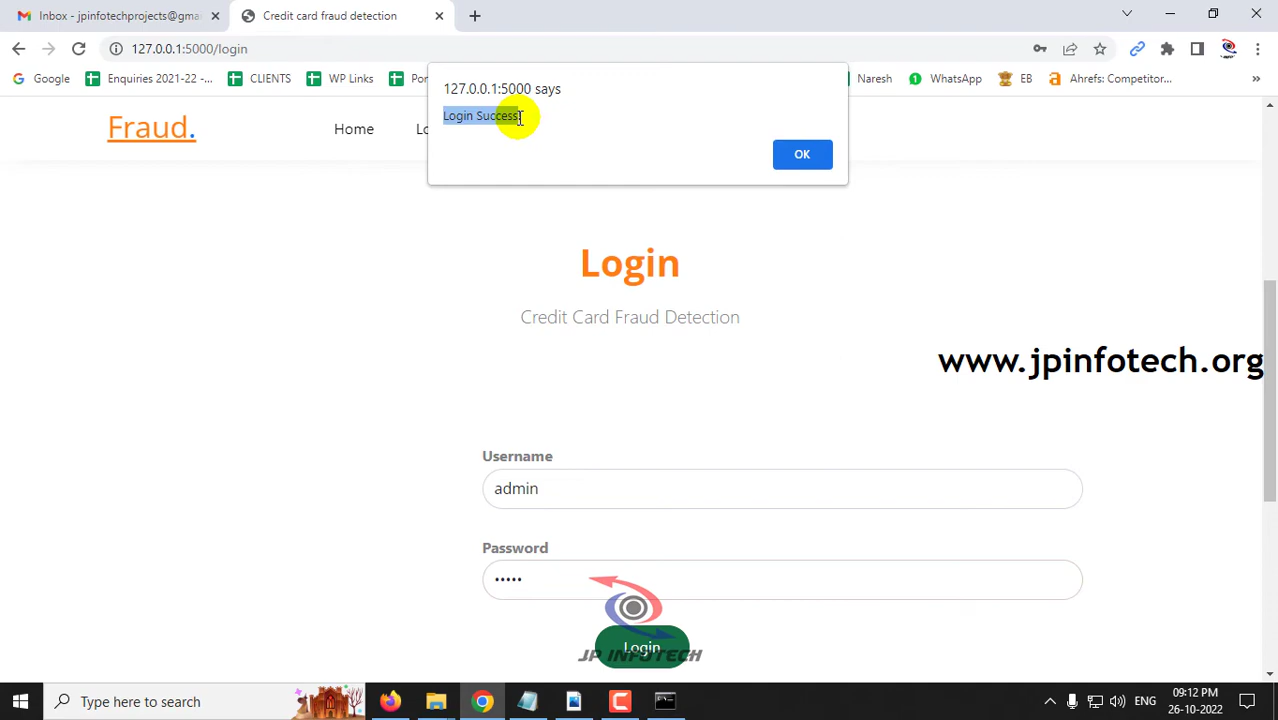 Inbox - jpinfotechprojects@gma
Credit card fraud detection
127.0.0.1:5000/login
Google
Enquiries 2021-22 -...
CLIENTS
WP Links
Naresh
WhatsApp
EB
Ahrefs: Competitor...
127.0.0.1:5000 says
Login Success
OK
Fraud.
Home
Login
Credit Card Fraud Detection
www.jpinfotech.org
Username
admin
Password
•••••
Login
JP INFOTECH
Type here to search
ENG
09:12 PM
26-10-2022